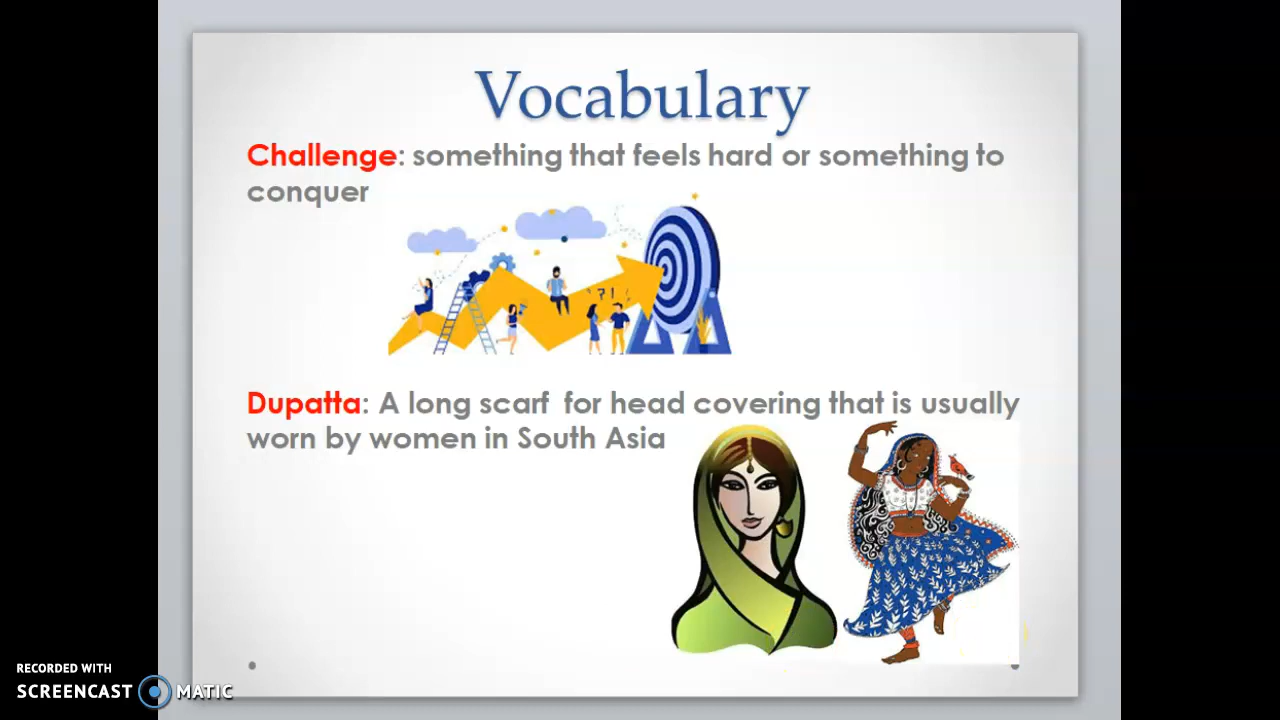 Vocabulary
Challenge: something that feels hard or something to
conquer
?!
Dupatta: A long scarf for head covering that is usually
worn by women in South Asia
RECORDED WITH
SCREENCAST MATIC